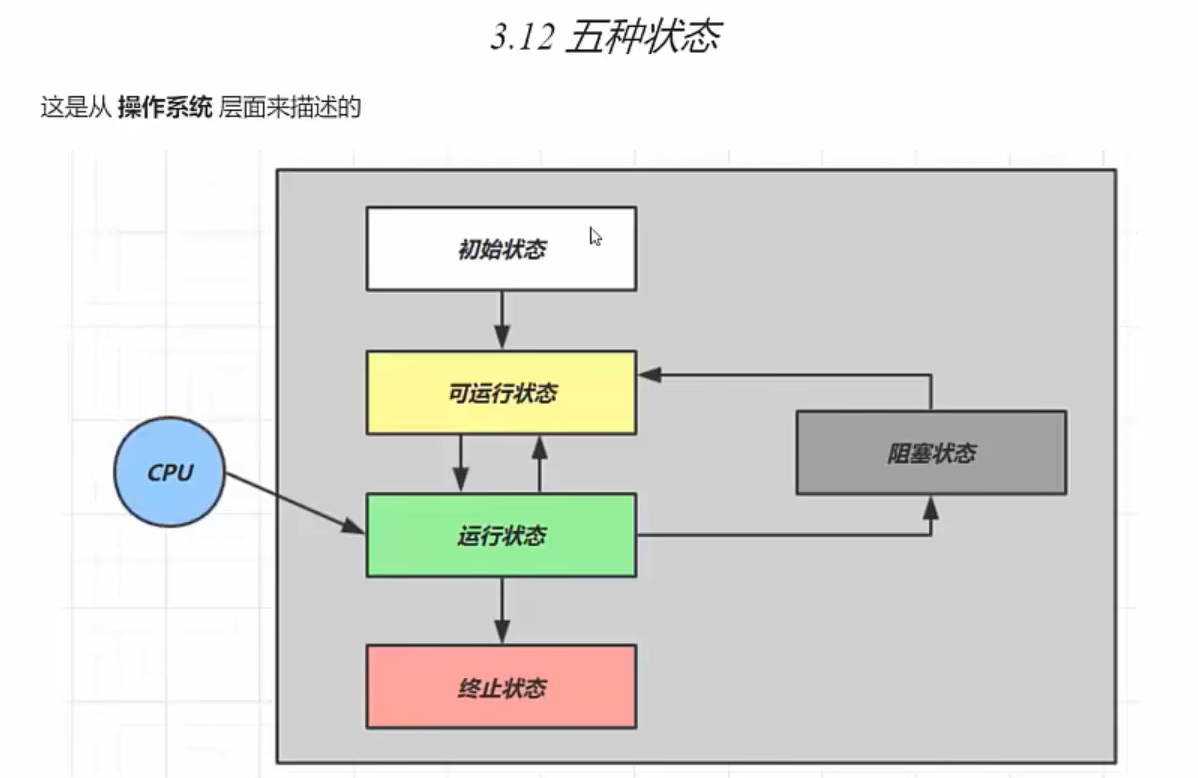 3.12 五种状态
这是从 操作系统 层面来描述的
初始状态
可运行状态
阻塞状态
CPU
运行状态
终止状态